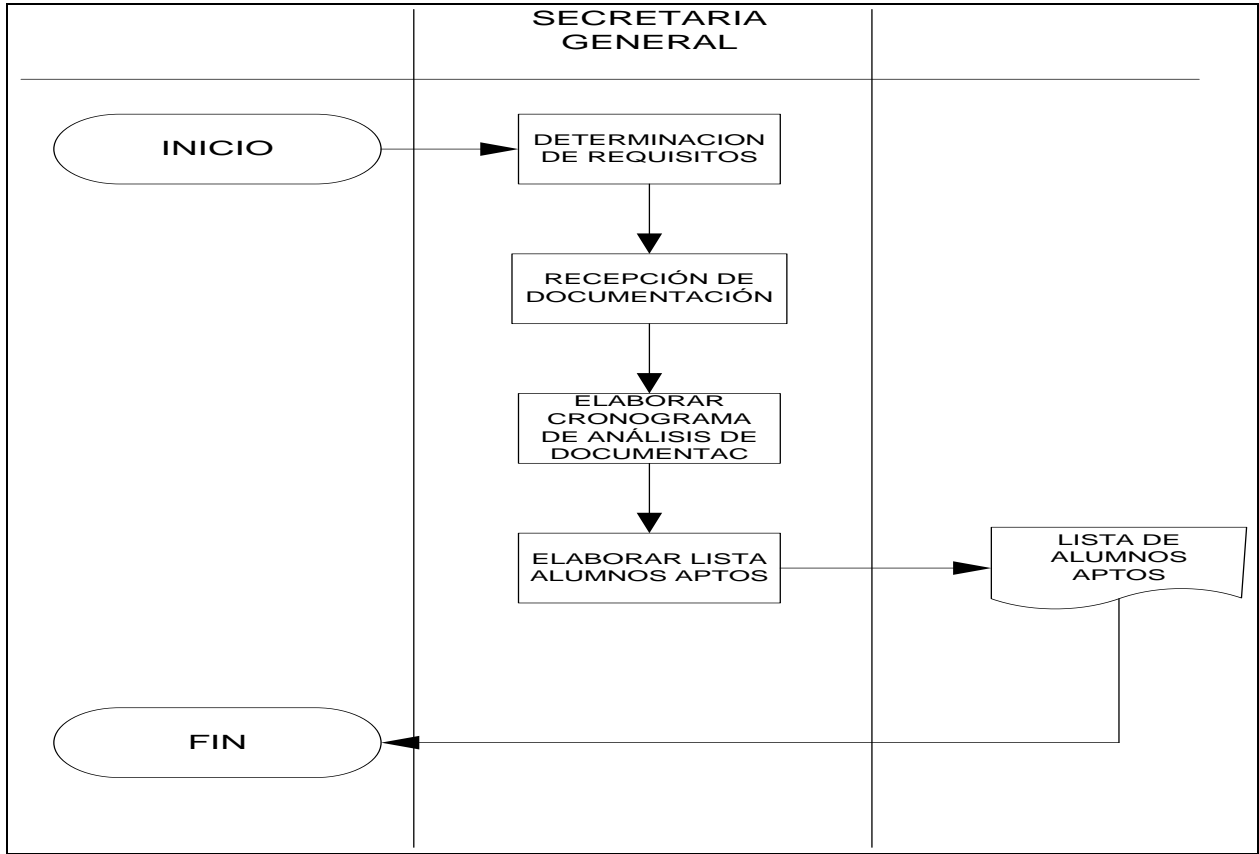 SECRETARIA
GENERAL
INICIO
DETERMINACION
DE REQUISITOS
RECEPCIÓN DE
DOCUMENTACIÓN
ELABORAR
CRONOGRAMA
DE ANÁLISIS DE
DOCUMENTAC
ELABORAR LISTA
ALUMNOS APTOS
LISTA DE
ALUMNOS
APTOS
FIN